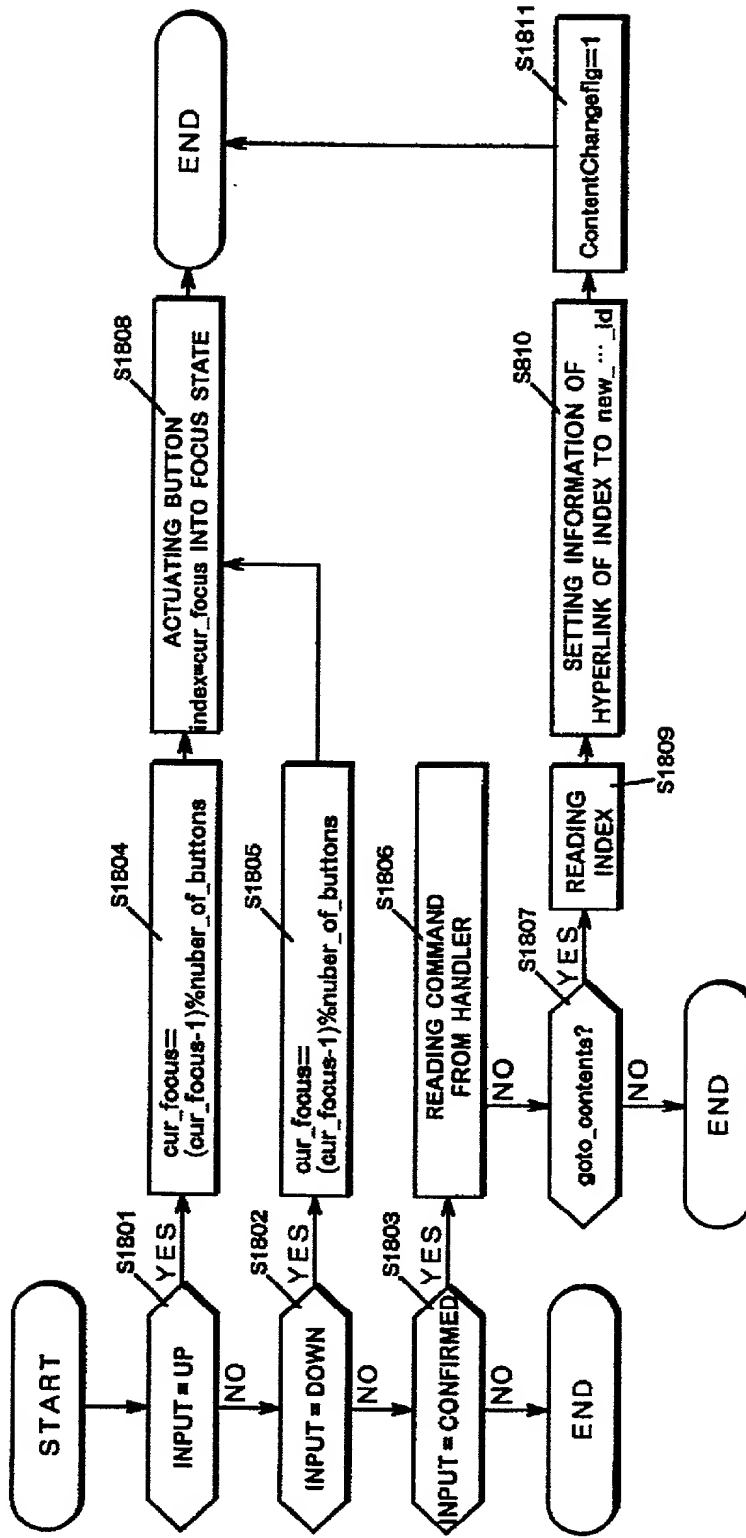 START
S1801
INPUT=UP
YES
NO
S1804
cur_focus=
(cur_focus-1)%nuber_of_buttons
S1808
ACTUATING BUTTON
index=cur_focus INTO FOCUS STATE
END
S1802
INPUT=DOWN
YES
NO
S1805
cur_focus=
(cur_focus-1)%nuber_of_buttons
S1803
INPUT=CONFIRMED
YES
NO
END
S1806
READING COMMAND
FROM HANDLER
NO
S1807
goto_contents?
YES
NO
END
READING
INDEX
S1809
S810
SETTING INFORMATION OF
HYPERLINK OF INDEX TO new_···_id
S1811
ContentChangeflg=1